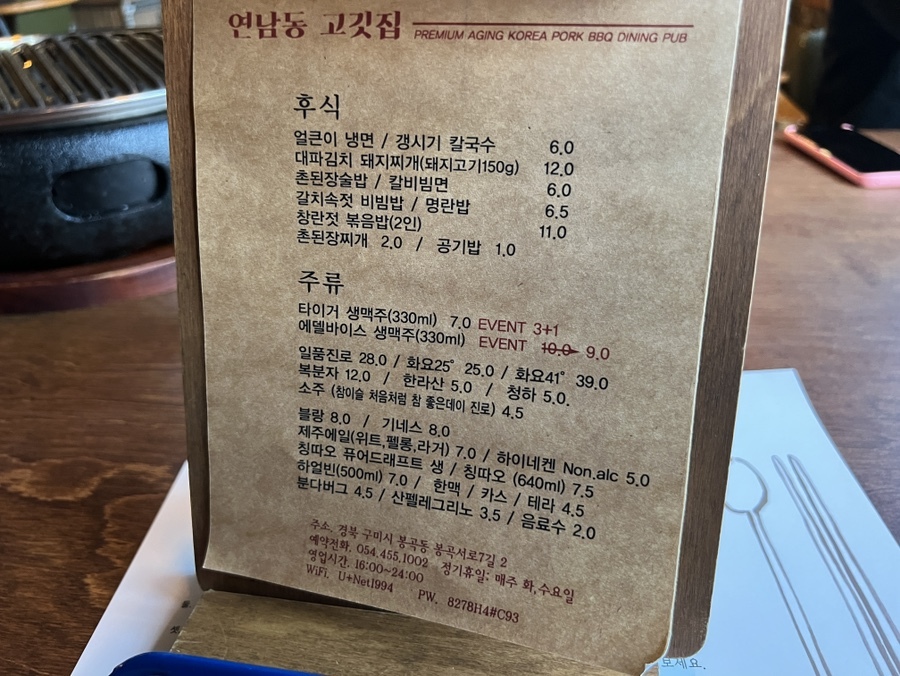 연남동 고깃집 PREMIUM AGING KOREA PORK BBQ DINING PUB
후식
얼큰이 냉면 / 갱시기 칼국수 6.0
대파김치 돼지찌개(돼지고기150g) 12.0
촌된장술밥 / 칼비빔면 6.0
갈치속젓 비빔밥 / 명란밥 6.5
창란젓 볶음밥(2인) 11.0
촌된장찌개 2.0 / 공기밥 1.0
주류
타이거 생맥주(330ml) 7.0 EVENT 3+1
에델바이스 생맥주(330ml) EVENT 10.0 9.0
일품진로 28.0 / 화요25° 25.0 / 화요41° 39.0
복분자 12.0 / 한라산 5.0 / 청하 5.0.
소주 (참이슬 처음처럼 참 좋은데이 진로) 4.5
블랑 8.0 / 기네스 8.0
제주에일(위트,펠롱,라거) 7.0 / 하이네켄 Non.alc 5.0
칭따오 퓨어드래프트 생 / 칭따오 (640ml) 7.5
하얼빈(500ml) 7.0 / 한맥 / 카스 / 테라 4.5
분다버그 4.5 / 산펠레그리노 3.5 / 음료수 2.0
주소. 경북 구미시 봉곡동 봉곡서로7길 2
예약전화. 054.455.1002 정기휴일; 매주 화,수요일
영업시간. 16:00~24:00
WiFi. U+Net1994 PW. 8278H4#C93
보세요.